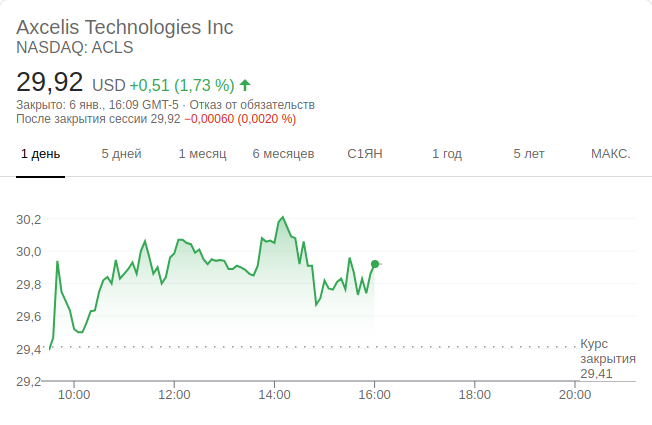 Axcelis Technologies Inc
NASDAQ: ACLS
29,92 USD +0,51 (1,73 %)
Закрыто: 6 янв., 16:09 GMT-5 · Отказ от обязательств
После закрытия сессии 29,92 −0,00060 (0,0020 %)
1 день 5 дней 1 месяц 6 месяцев С1ЯН 1 год 5 лет МАКС.
30,2
30,0
29,8
29,6
29,4
Курс
закрытия
29,41
29,2
10:00 12:00 14:00 16:00 18:00 20:00